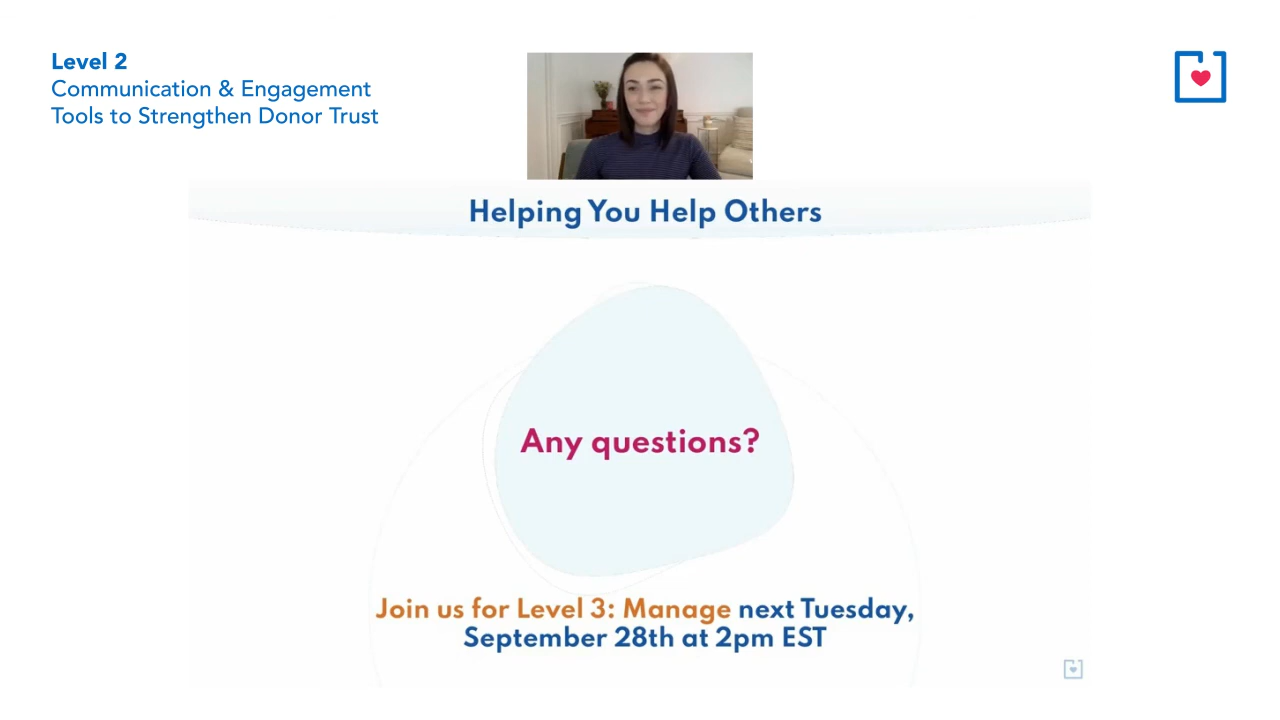 Level 2
Communication & Engagement
Tools to Strengthen Donor Trust
Helping You Help Others
Any questions?
Join us for Level 3: Manage next Tuesday,
September 28th at 2pm EST